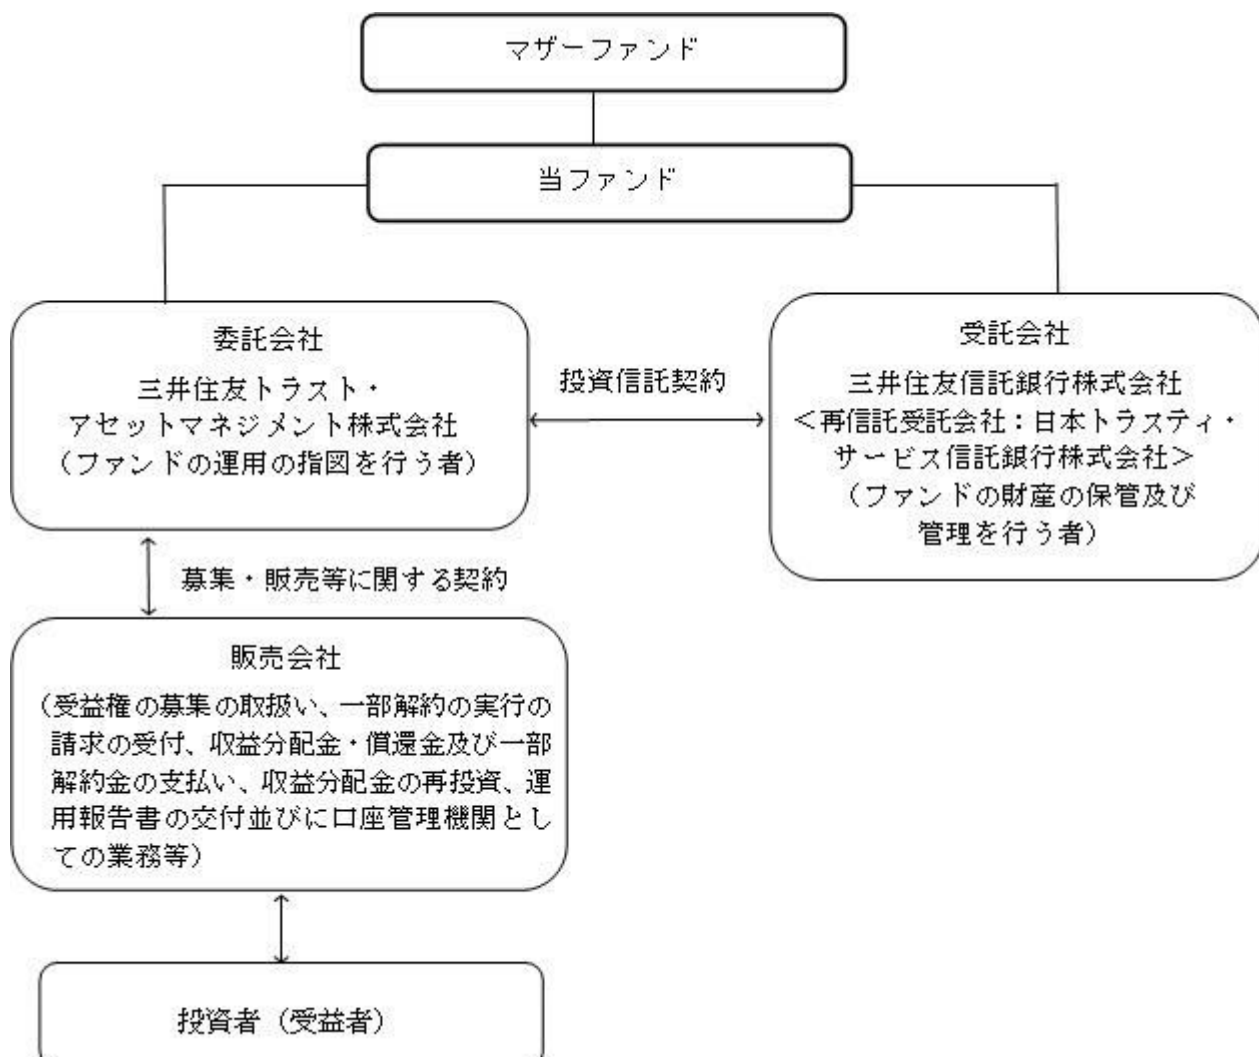 マザーファンド
当ファンド
委託会社
三井住友トラスト・
アセットマネジメント株式会社
（ファンドの運用の指図を行う者）
投資信託契約
受託会社
三井住友信託銀行株式会社
＜再信託受託会社：日本トラスティ・
サービス信託銀行株式会社＞
（ファンドの財産の保管及び
管理を行う者）
募集・販売等に関する契約
販売会社
（受益権の募集の取扱い、一部解約の実行の
請求の受付、収益分配金・償還金及び一部
解約金の支払い、収益分配金の再投資、運
用報告書の交付並びに口座管理機関とし
ての業務等）
投資者（受益者）